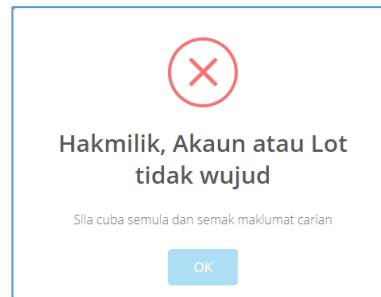 Hakmilik, Akaun atau Lot
tidak wujud
Sila cuba semula dan semak maklumat carian
OK